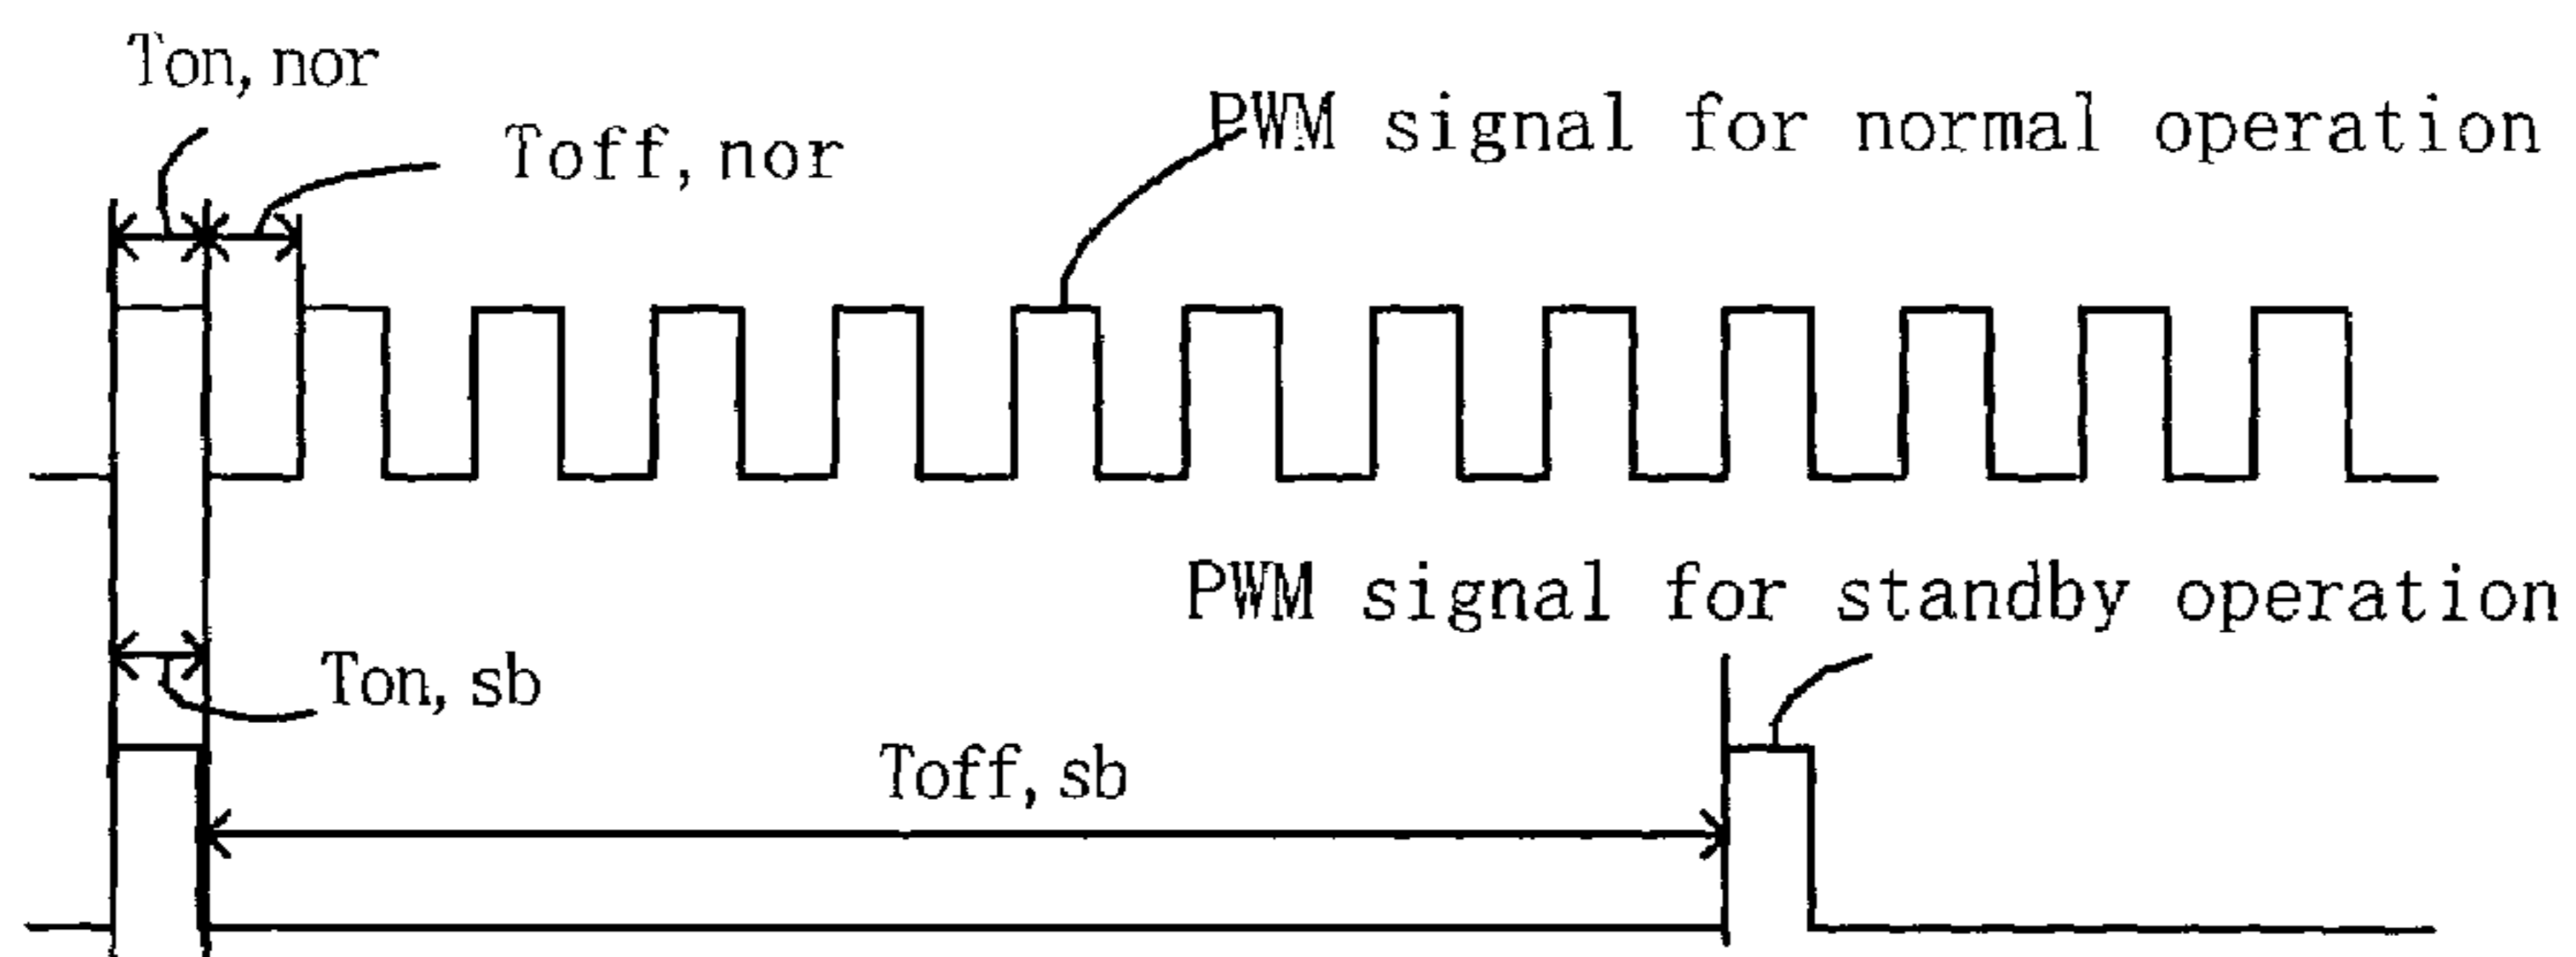 Ton, nor
Toff, nor
PWM signal for normal operation
PWM signal for standby operation
Ton, sb
Toff, sb